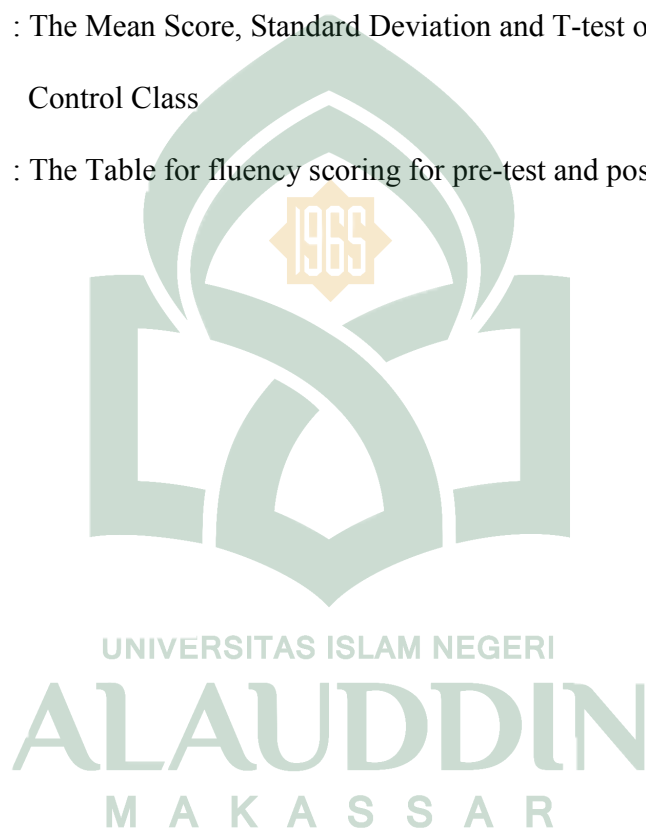 : The Mean Score, Standard Deviation and T-test
Control Class
: The Table for fluency scoring for pre-test and
1965
UNIVERSITAS ISLAM NEGERI
ALAUDDIN
MAKASSAR